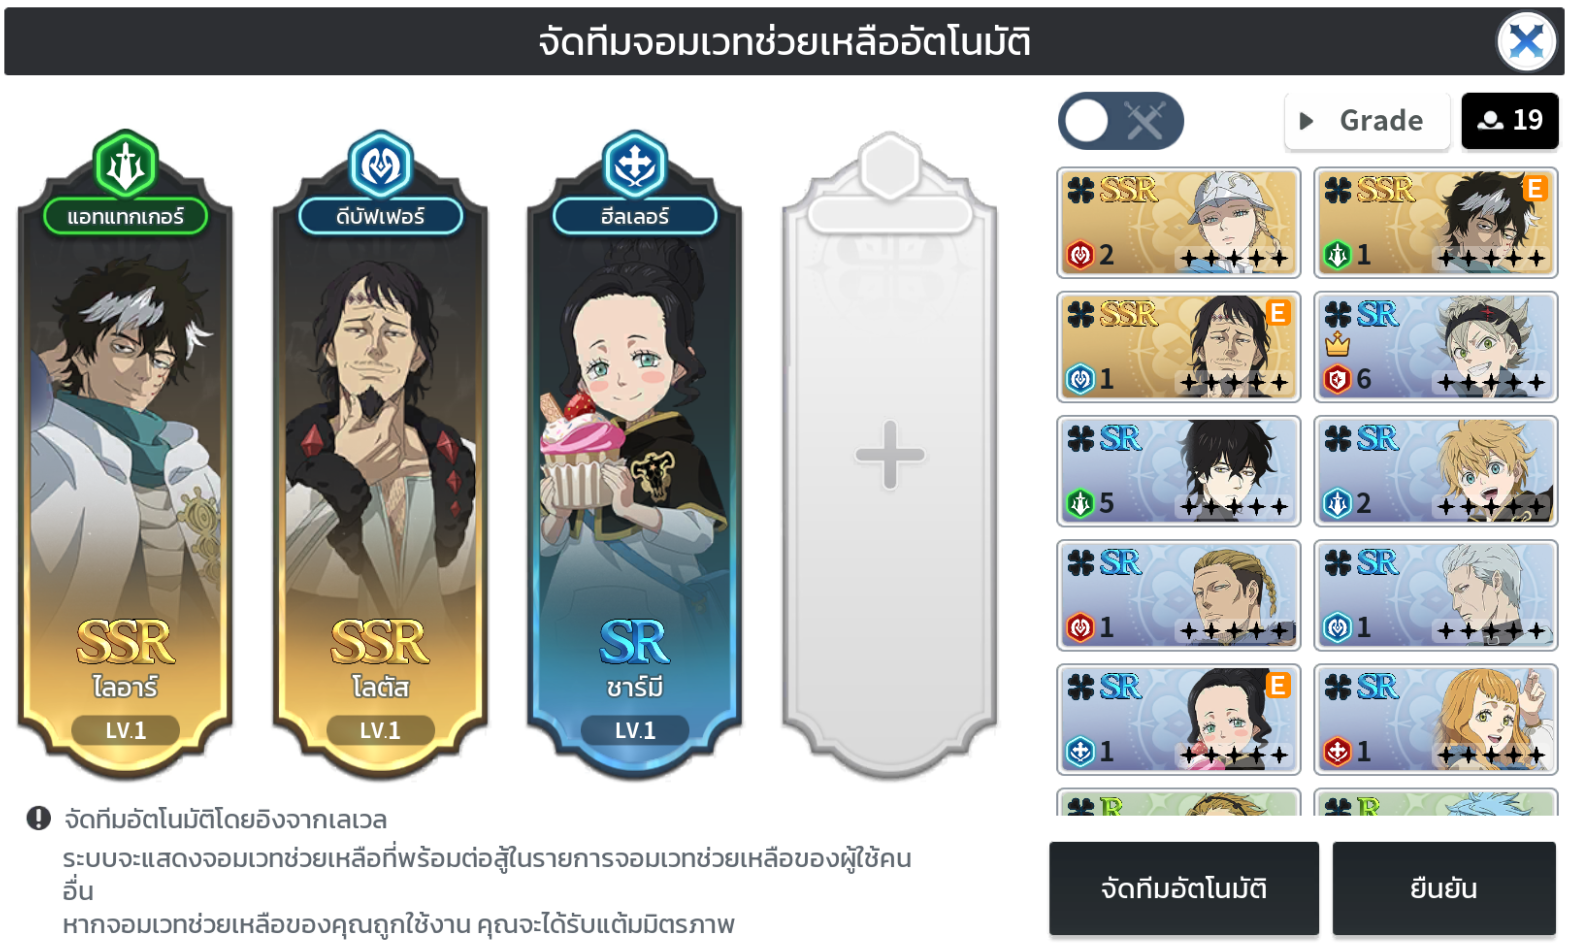 จัดทีมจอมเวทช่วยเหลืออัตโนมัติ
Grade
19
แอทแทกเกอร์
ดีบัฟเฟอร์
ฮีลเลอร์
SSR
ไลอาร์
LV.1
SSR
โลตัส
LV.1
SR
ชาร์มี
LV.1
SSR
2
SSR
E
1
SSR
E
1
SR
6
SR
5
SR
2
SR
1
SR
1
SR
E
1
SR
1
R
R
จัดทีมอัตโนมัติโดยอิงจากเลเวล
ระบบจะแสดงจอมเวทช่วยเหลือที่พร้อมต่อสู้ในรายการจอมเวทช่วยเหลือของผู้ใช้คน
อื่น
หากจอมเวทช่วยเหลือของคุณถูกใช้งาน คุณจะได้รับแต้มมิตรภาพ
จัดทีมอัตโนมัติ
ยืนยัน